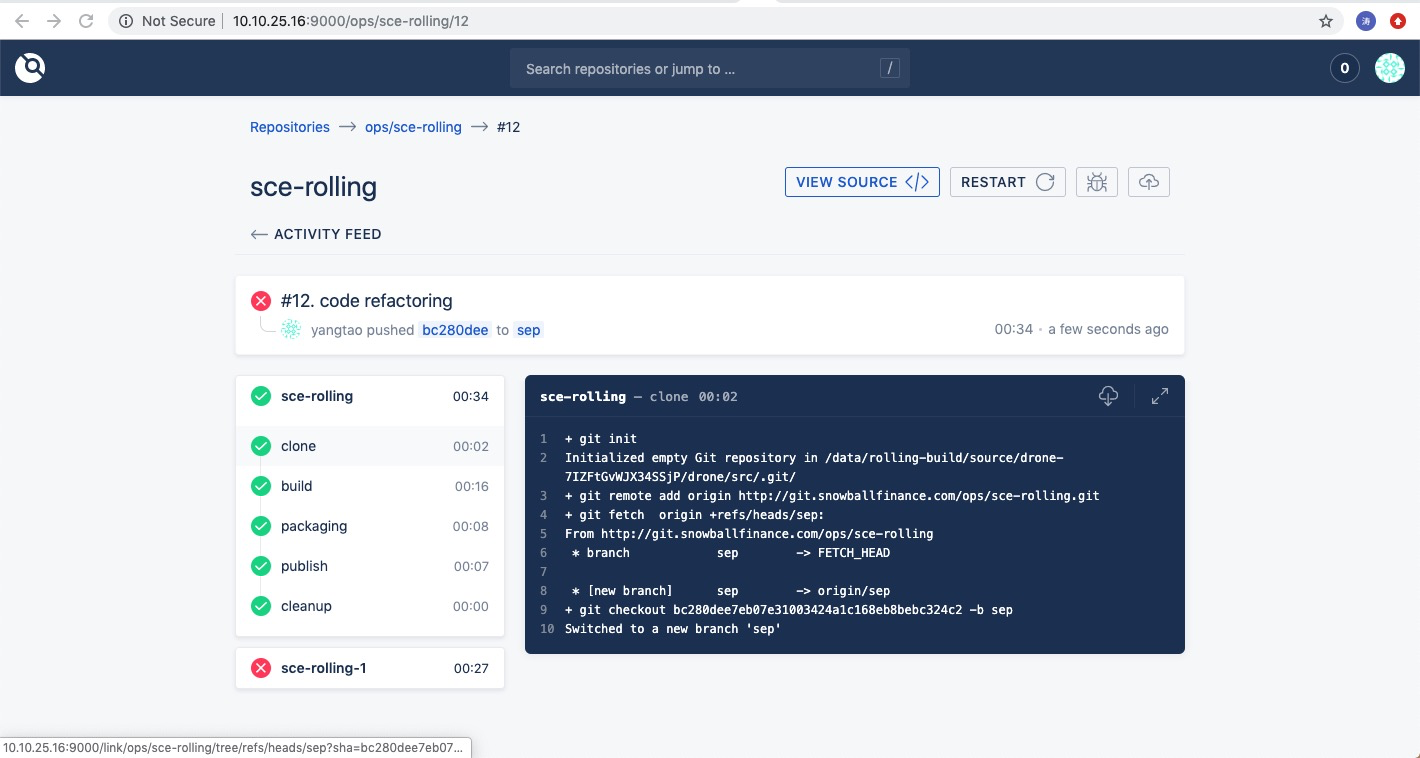 Not Secure 10.10.25.16:9000/ops/sce-rolling/12
涛
Search repositories or jump to ... /
0
Repositories → ops/sce-rolling → #12
sce-rolling
VIEW SOURCE </> RESTART
← ACTIVITY FEED
#12. code refactoring
yangtao pushed bc280dee to sep
00:34 · a few seconds ago
sce-rolling 00:34
clone 00:02
build 00:16
packaging 00:08
publish 00:07
cleanup 00:00
sce-rolling-1 00:27
sce-rolling — clone 00:02
1 + git init
2 Initialized empty Git repository in /data/rolling-build/source/drone-
7IZFtGvWJX34SSjP/drone/src/.git/
3 + git remote add origin http://git.snowballfinance.com/ops/sce-rolling.git
4 + git fetch  origin +refs/heads/sep:
5 From http://git.snowballfinance.com/ops/sce-rolling
6  * branch            sep        -> FETCH_HEAD
7
8  * [new branch]      sep        -> origin/sep
9 + git checkout bc280dee7eb07e31003424a1c168eb8bebc324c2 -b sep
10 Switched to a new branch 'sep'
10.10.25.16:9000/link/ops/sce-rolling/tree/refs/heads/sep?sha=bc280dee7eb07...